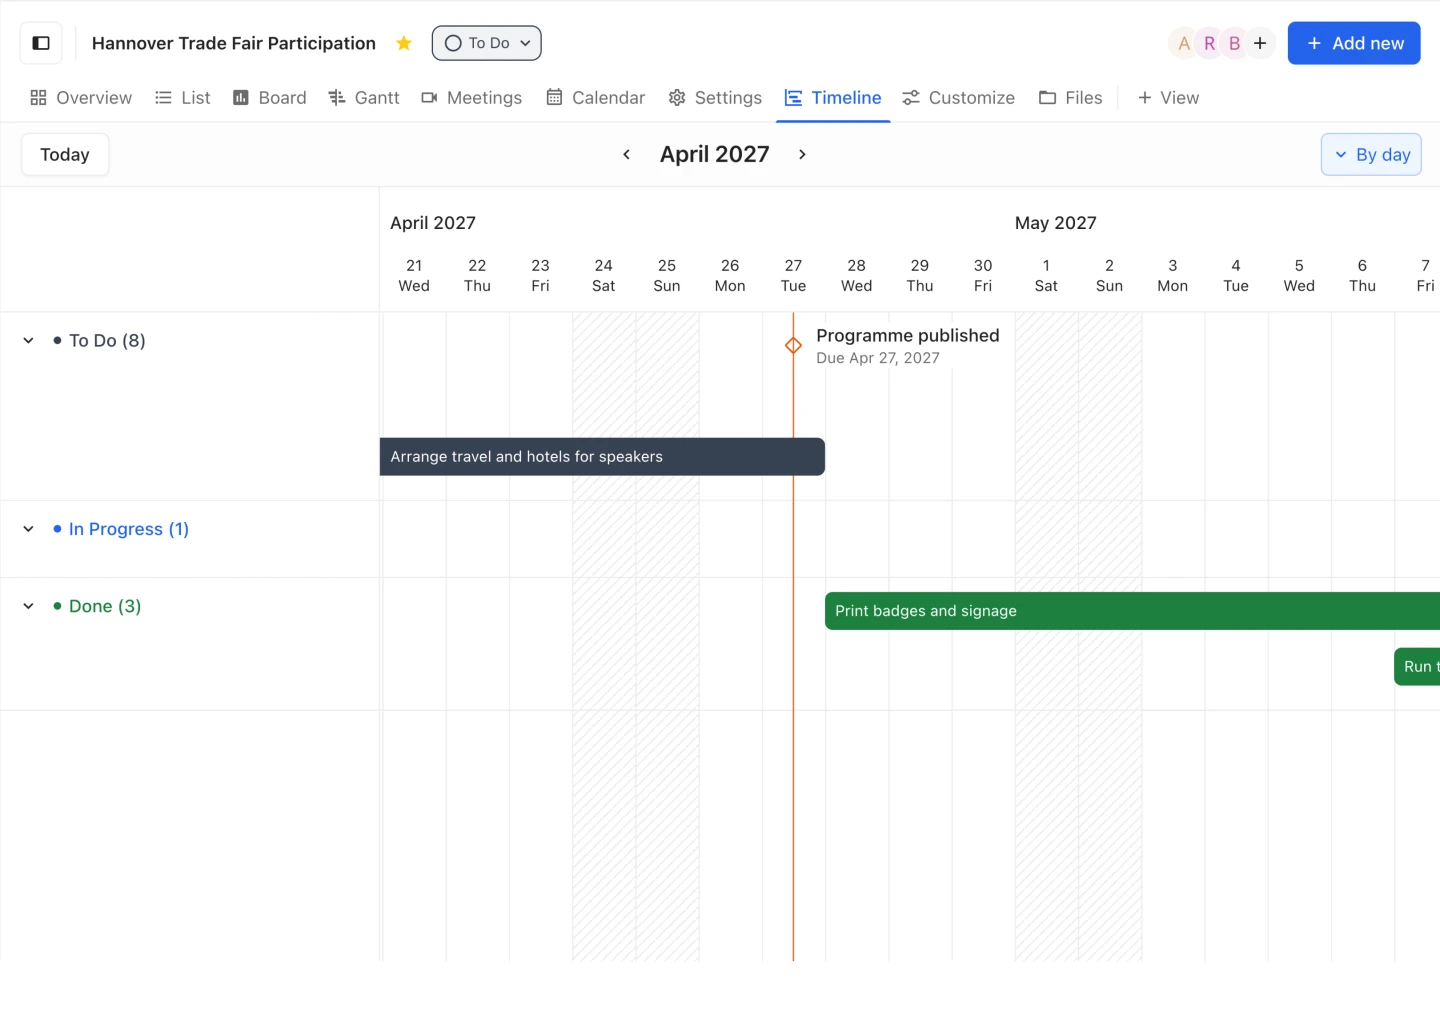 Hannover Trade Fair Participation
To Do
A R B +
+ Add new
Overview List Board Gantt Meetings Calendar Settings Timeline Customize Files + View
Today
April 2027
By day
April 2027 May 2027
21 22 23 24 25 26 27 28 29 30 1 2 3 4 5 6 7
Wed Thu Fri Sat Sun Mon Tue Wed Thu Fri Sat Sun Mon Tue Wed Thu Fri
To Do (8)
Programme published
Due Apr 27, 2027
Arrange travel and hotels for speakers
In Progress (1)
Done (3)
Print badges and signage
Run t